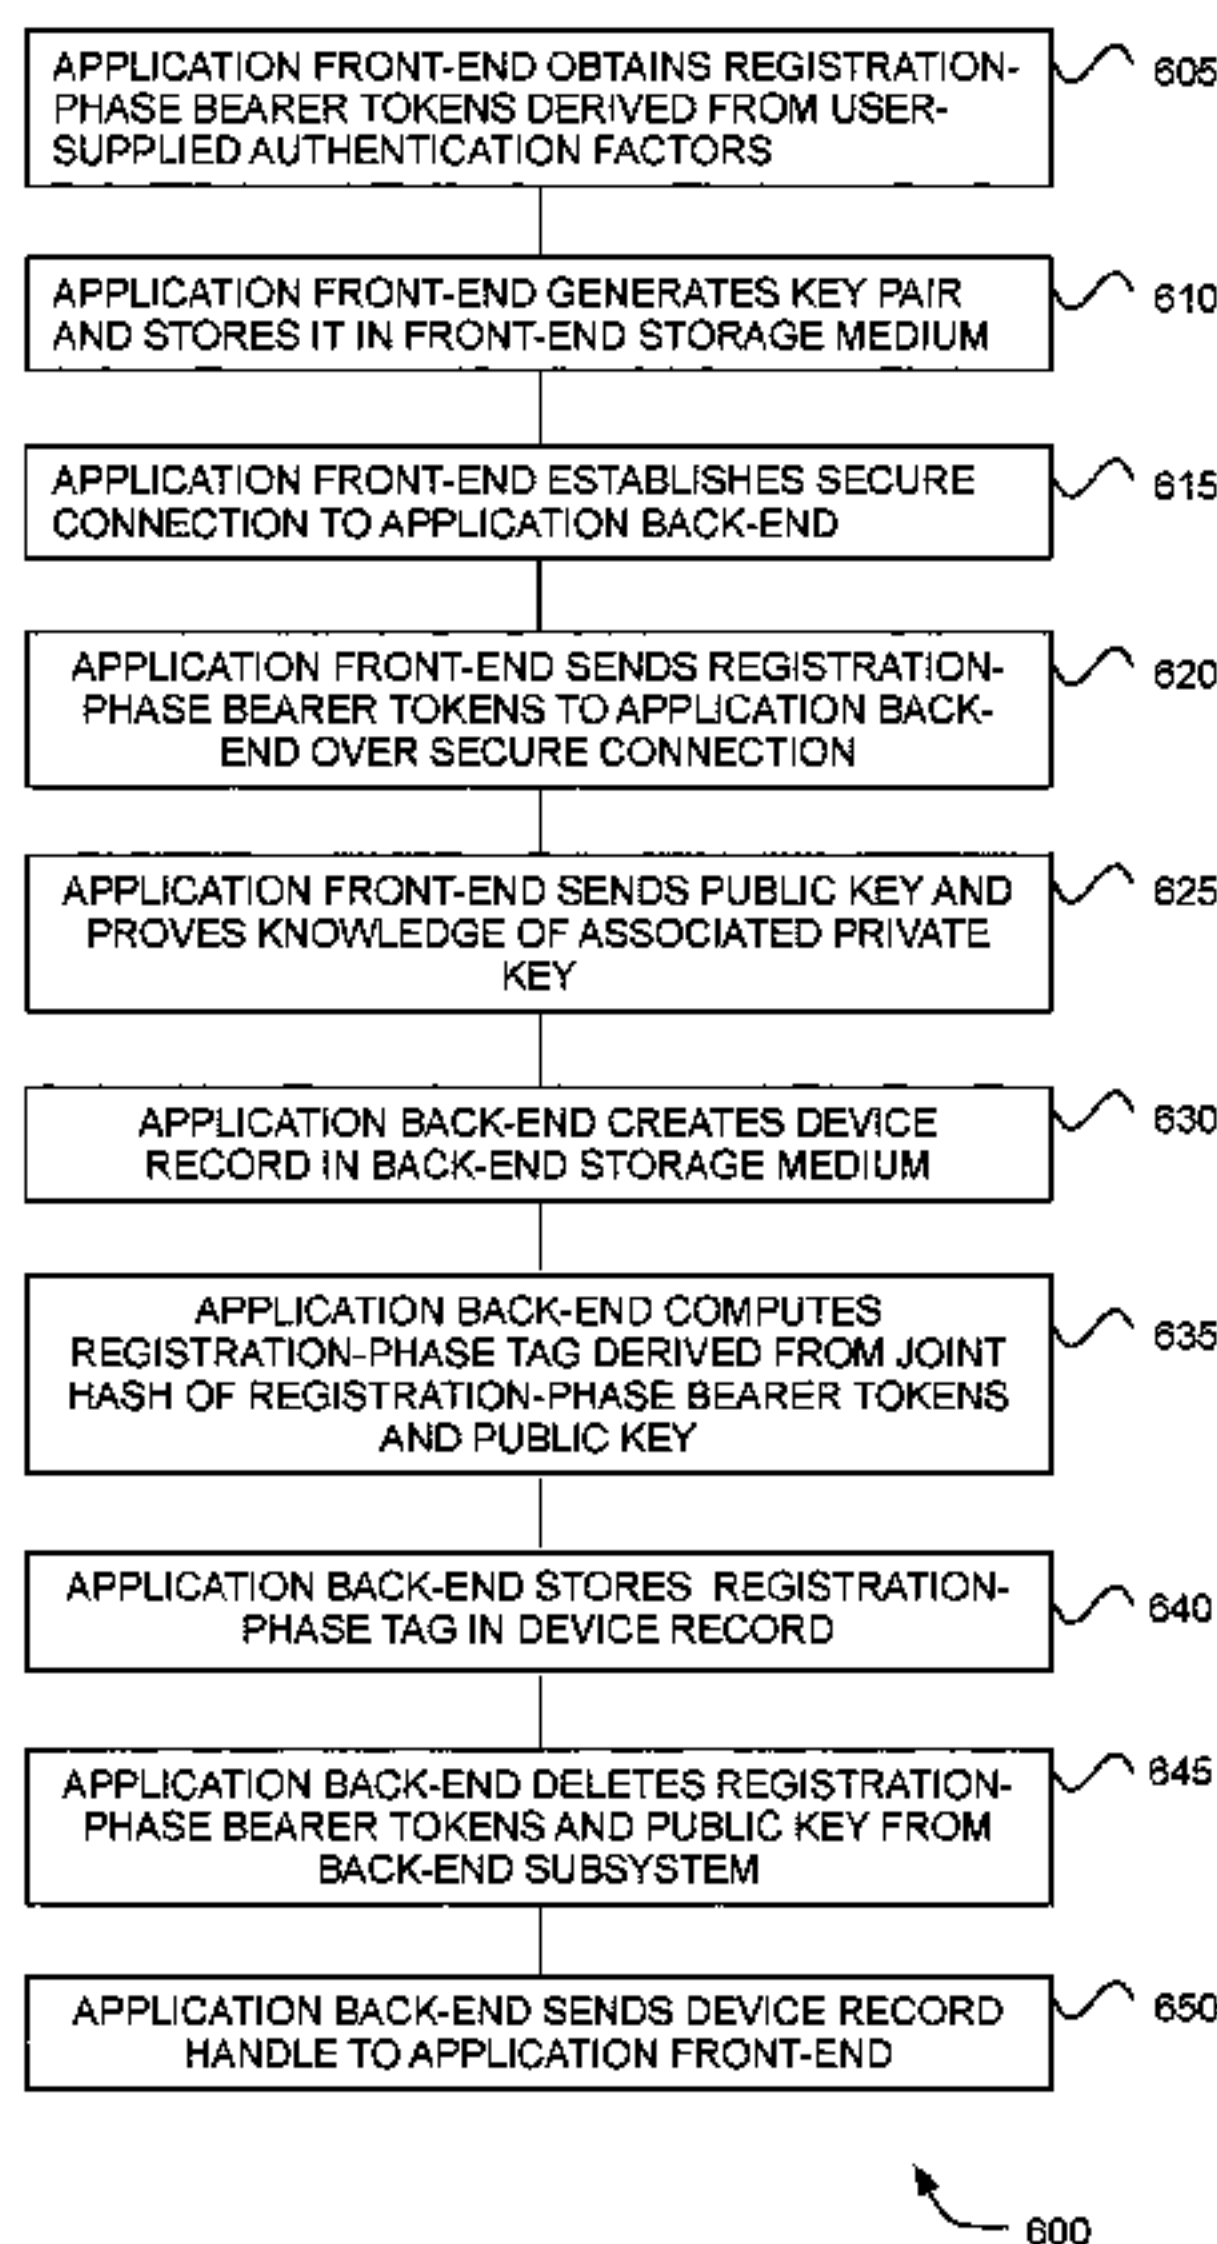 APPLICATION FRONT-END OBTAINS REGISTRATION-
PHASE BEARER TOKENS DERIVED FROM USER-
SUPPLIED AUTHENTICATION FACTORS
605
APPLICATION FRONT-END GENERATES KEY PAIR
AND STORES IT IN FRONT-END STORAGE MEDIUM
610
APPLICATION FRONT-END ESTABLISHES SECURE
CONNECTION TO APPLICATION BACK-END
615
APPLICATION FRONT-END SENDS REGISTRATION-
PHASE BEARER TOKENS TO APPLICATION BACK-
END OVER SECURE CONNECTION
620
APPLICATION FRONT-END SENDS PUBLIC KEY AND
PROVES KNOWLEDGE OF ASSOCIATED PRIVATE
KEY
625
APPLICATION BACK-END CREATES DEVICE
RECORD IN BACK-END STORAGE MEDIUM
630
APPLICATION BACK-END COMPUTES
REGISTRATION-PHASE TAG DERIVED FROM JOINT
HASH OF REGISTRATION-PHASE BEARER TOKENS
AND PUBLIC KEY
635
APPLICATION BACK-END STORES REGISTRATION-
PHASE TAG IN DEVICE RECORD
640
APPLICATION BACK-END DELETES REGISTRATION-
PHASE BEARER TOKENS AND PUBLIC KEY FROM
BACK-END SUBSYSTEM
645
APPLICATION BACK-END SENDS DEVICE RECORD
HANDLE TO APPLICATION FRONT-END
650
600